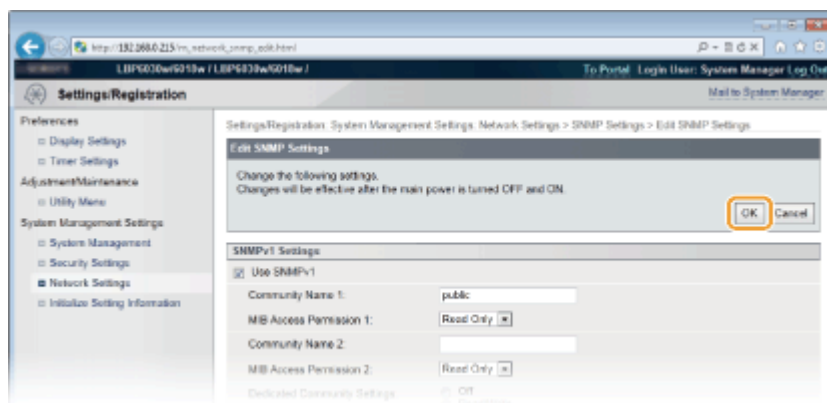 http://192.168.0.215/m_network_snmp_edit.html
LBP6030w/6018w / LBP6030w/6018w /
To Portal Login User: System Manager Log Out
Settings/Registration
Mail to System Manager
Preferences
Display Settings
Timer Settings
Adjustment/Maintenance
Utility Menu
System Management Settings
System Management
Security Settings
Network Settings
Initialize Setting Information
Settings/Registration: System Management Settings: Network Settings > SNMP Settings > Edit SNMP Settings
Edit SNMP Settings
Change the following settings.
Changes will be effective after the main power is turned OFF and ON.
OK Cancel
SNMPv1 Settings
Use SNMPv1
Community Name 1: public
MIB Access Permission 1: Read Only
Community Name 2:
MIB Access Permission 2: Read Only
Dedicated Community Settings Off